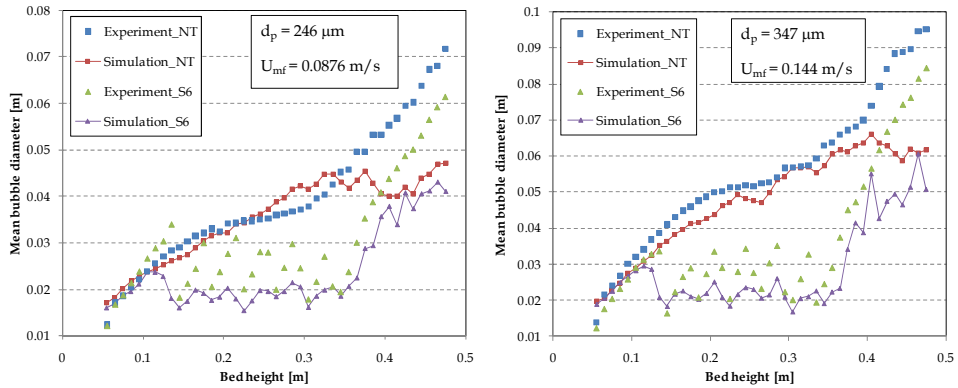 0.08
0.07
0.06
0.05
0.04
0.03
0.02
0.01
Mean bubble diameter [m]
Experiment_NT
Simulation_NT
Experiment_S6
Simulation_S6
dp = 246 µm
Umf = 0.0876 m/s
0
0.1
0.2
0.3
0.4
0.5
Bed height [m]
0.1
0.09
0.08
0.07
0.06
0.05
0.04
0.03
0.02
0.01
Mean bubble diameter [m]
Experiment_NT
Simulation_NT
Experiment_S6
Simulation_S6
dp = 347 µm
Umf = 0.144 m/s
0
0.1
0.2
0.3
0.4
0.5
Bed height [m]